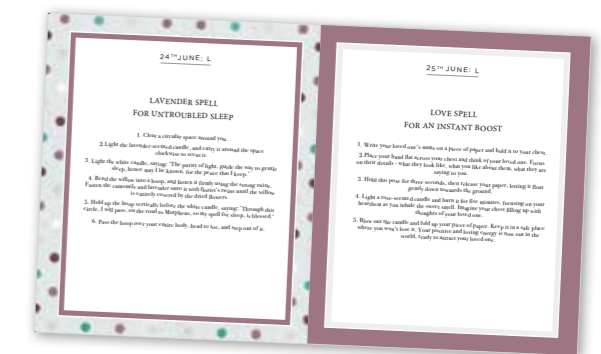 24TH JUNE: L
LAVENDER SPELL
FOR UNTROUBLED SLEEP
1. Clear a circular space around you.
2. Light the lavender-scented candle, and carry it around the space
clockwise to scent it.
3. Light the white candle, saying: "The purity of light, guide the way to gentle
sleep, hence may I be known, for the peace that I keep."
4. Bend the willow into a hoop, and fasten it firmly using the strong twine.
Fasten the camomile and lavender onto it with florist's twine until the willow
is entirely covered by the dried flowers.
5. Hold up the hoop vertically before the white candle, saying: "Through this
circle, I will pass, on the road to Morpheus, so my spell for sleep, is blessed."
6. Pass the hoop over your entire body, head to toe, and step out of it.
25TH JUNE: L
LOVE SPELL
FOR AN INSTANT BOOST
1. Write your loved one's name on a piece of paper and hold it to your chest.
2. Place your hand flat across your chest and think of your loved one. Focus
on their details - what they look like, what you like about them, what they are
saying to you.
3. Hold this pose for three seconds, then release your paper, letting it float
gently down towards the ground.
4. Light a rose-scented candle and burn it for five minutes, focusing on your
heartbeat as you inhale the sweet smell. Imagine your chest filling up with
thoughts of your loved one.
5. Blow out the candle and fold up your piece of paper. Keep it in a safe place
where you won't lose it. Your positive and loving energy is now out in the
world, ready to attract your loved one.